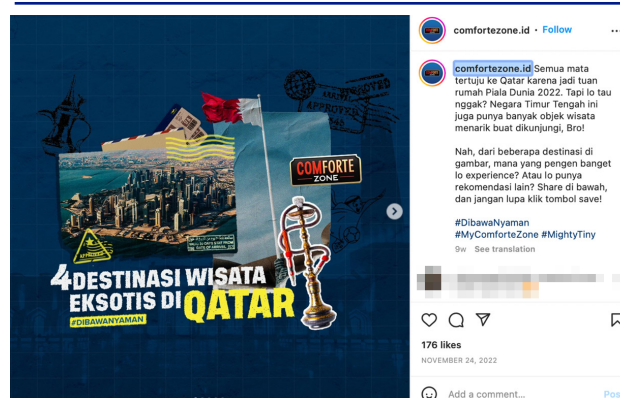 APPROVED
COMFORTE
ZONE
4 DESTINASI WISATA
EKSOTIS DI QATAR
#DIBAWANYAMAN
comfortezone.id • Follow
comfortezone.id Semua mata
tertuju ke Qatar karena jadi tuan
rumah Piala Dunia 2022. Tapi lo tau
nggak? Negara Timur Tengah ini
juga punya banyak objek wisata
menarik buat dikunjungi, Bro!
Nah, dari beberapa destinasi di
gambar, mana yang pengen banget
lo experience? Atau lo punya
rekomendasi lain? Share di bawah,
dan jangan lupa klik tombol save!
#DibawaNyaman
#MyComforteZone #MightyTiny
9w See translation
176 likes
NOVEMBER 24, 2022
Add a comment...
Pos